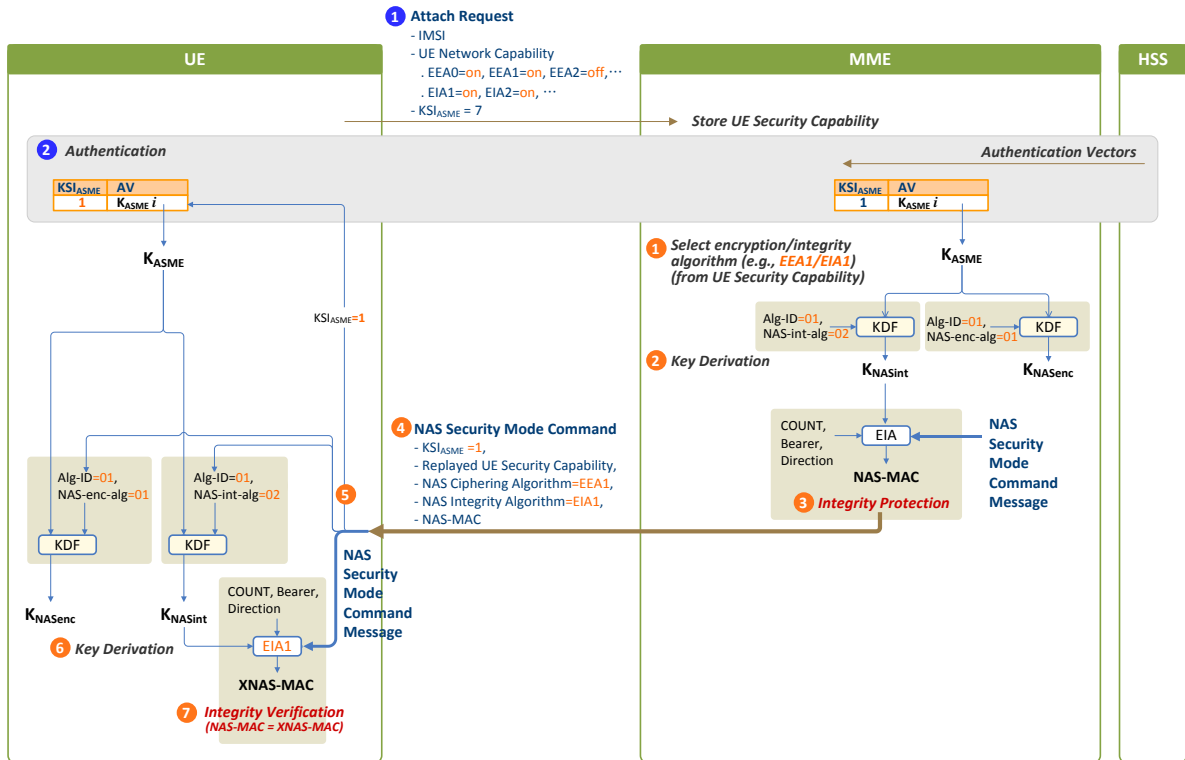 1 Attach Request
- IMSI
- UE Network Capability
. EEA0=on, EEA1=on, EEA2=off,⋯
. EIA1=on, EIA2=on, ⋯
- KSIASME = 7
UE
MME
HSS
Store UE Security Capability
2 Authentication
Authentication Vectors
KSIASME AV
1 KASME i
KSIASME AV
1 KASME i
KASME
1 Select encryption/integrity
algorithm (e.g., EEA1/EIA1)
(from UE Security Capability)
KASME
KSIASME=1
Alg-ID=01,
NAS-int-alg=02
KDF
Alg-ID=01,
NAS-enc-alg=01
KDF
2 Key Derivation
KNASint
KNASenc
4 NAS Security Mode Command
- KSIASME =1,
- Replayed UE Security Capability,
- NAS Ciphering Algorithm=EEA1,
- NAS Integrity Algorithm=EIA1,
- NAS-MAC
COUNT,
Bearer,
Direction
EIA
NAS-MAC
3 Integrity Protection
NAS
Security
Mode
Command
Message
Alg-ID=01,
NAS-enc-alg=01
KDF
Alg-ID=01,
NAS-int-alg=02
KDF
5
NAS
Security
Mode
Command
Message
KNASenc
KNASint
6 Key Derivation
COUNT, Bearer,
Direction
EIA1
XNAS-MAC
7 Integrity Verification
(NAS-MAC = XNAS-MAC)